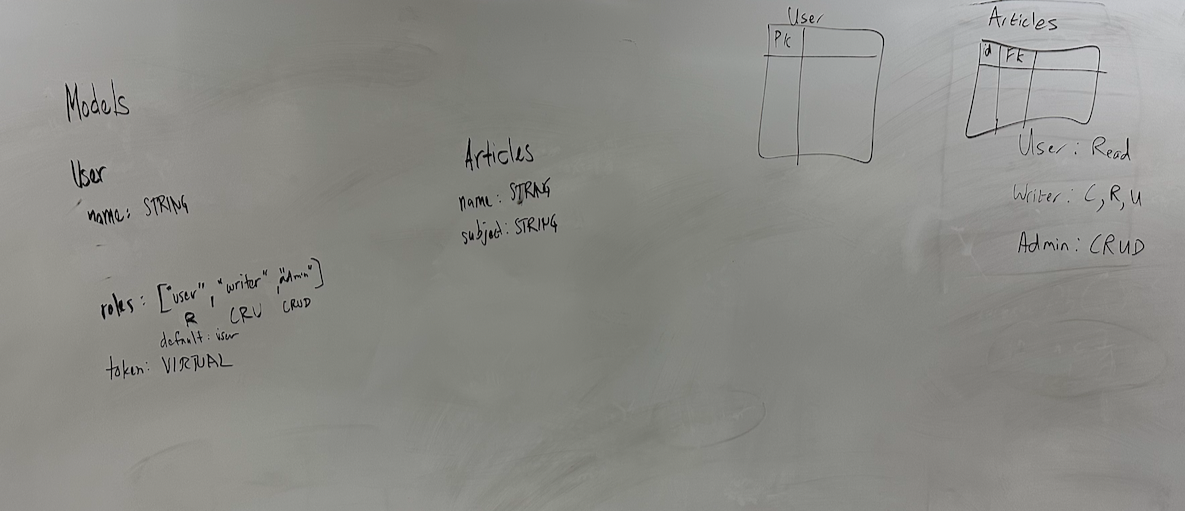 Models
User
name: STRING
roles: ["user", "writer", "admin"]
R CRU CRUD
default: user
token: VIRTUAL
Articles
name: STRING
subject: STRING
User
PK
Articles
id FK
User: Read
Writer: C, R, U
Admin: CRUD